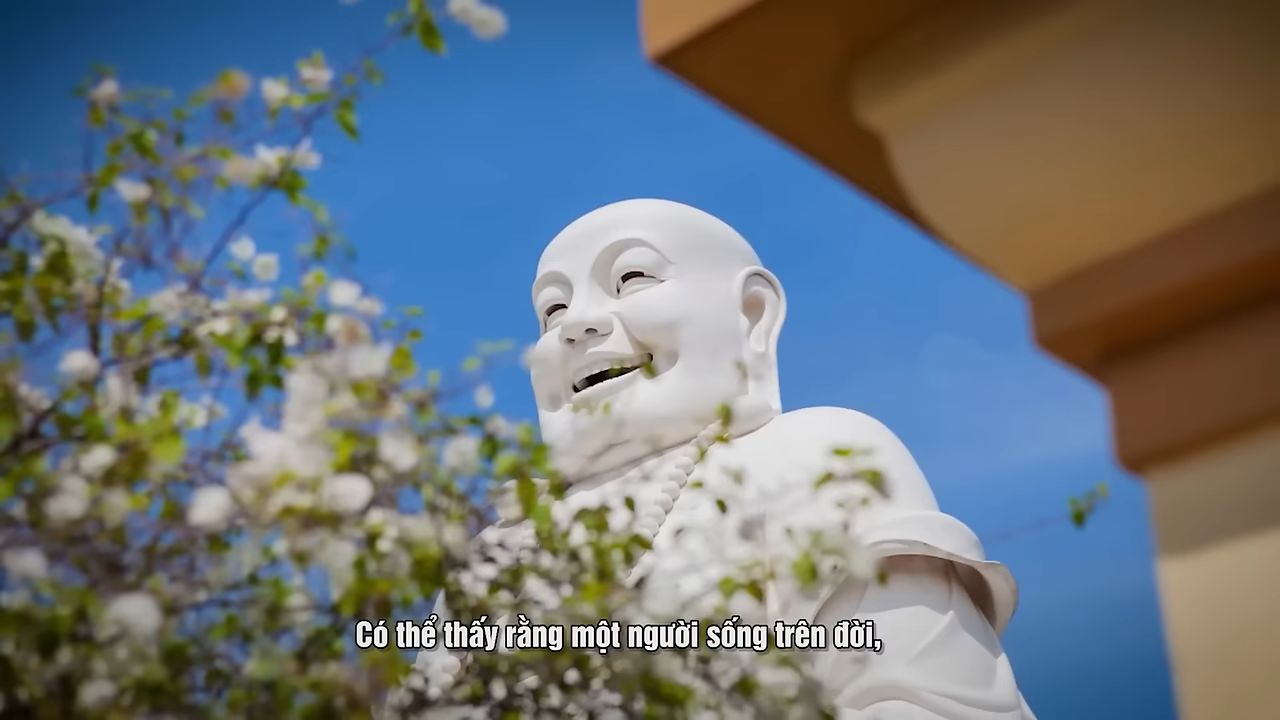 Có thể thấy rằng một người sống trên đời,